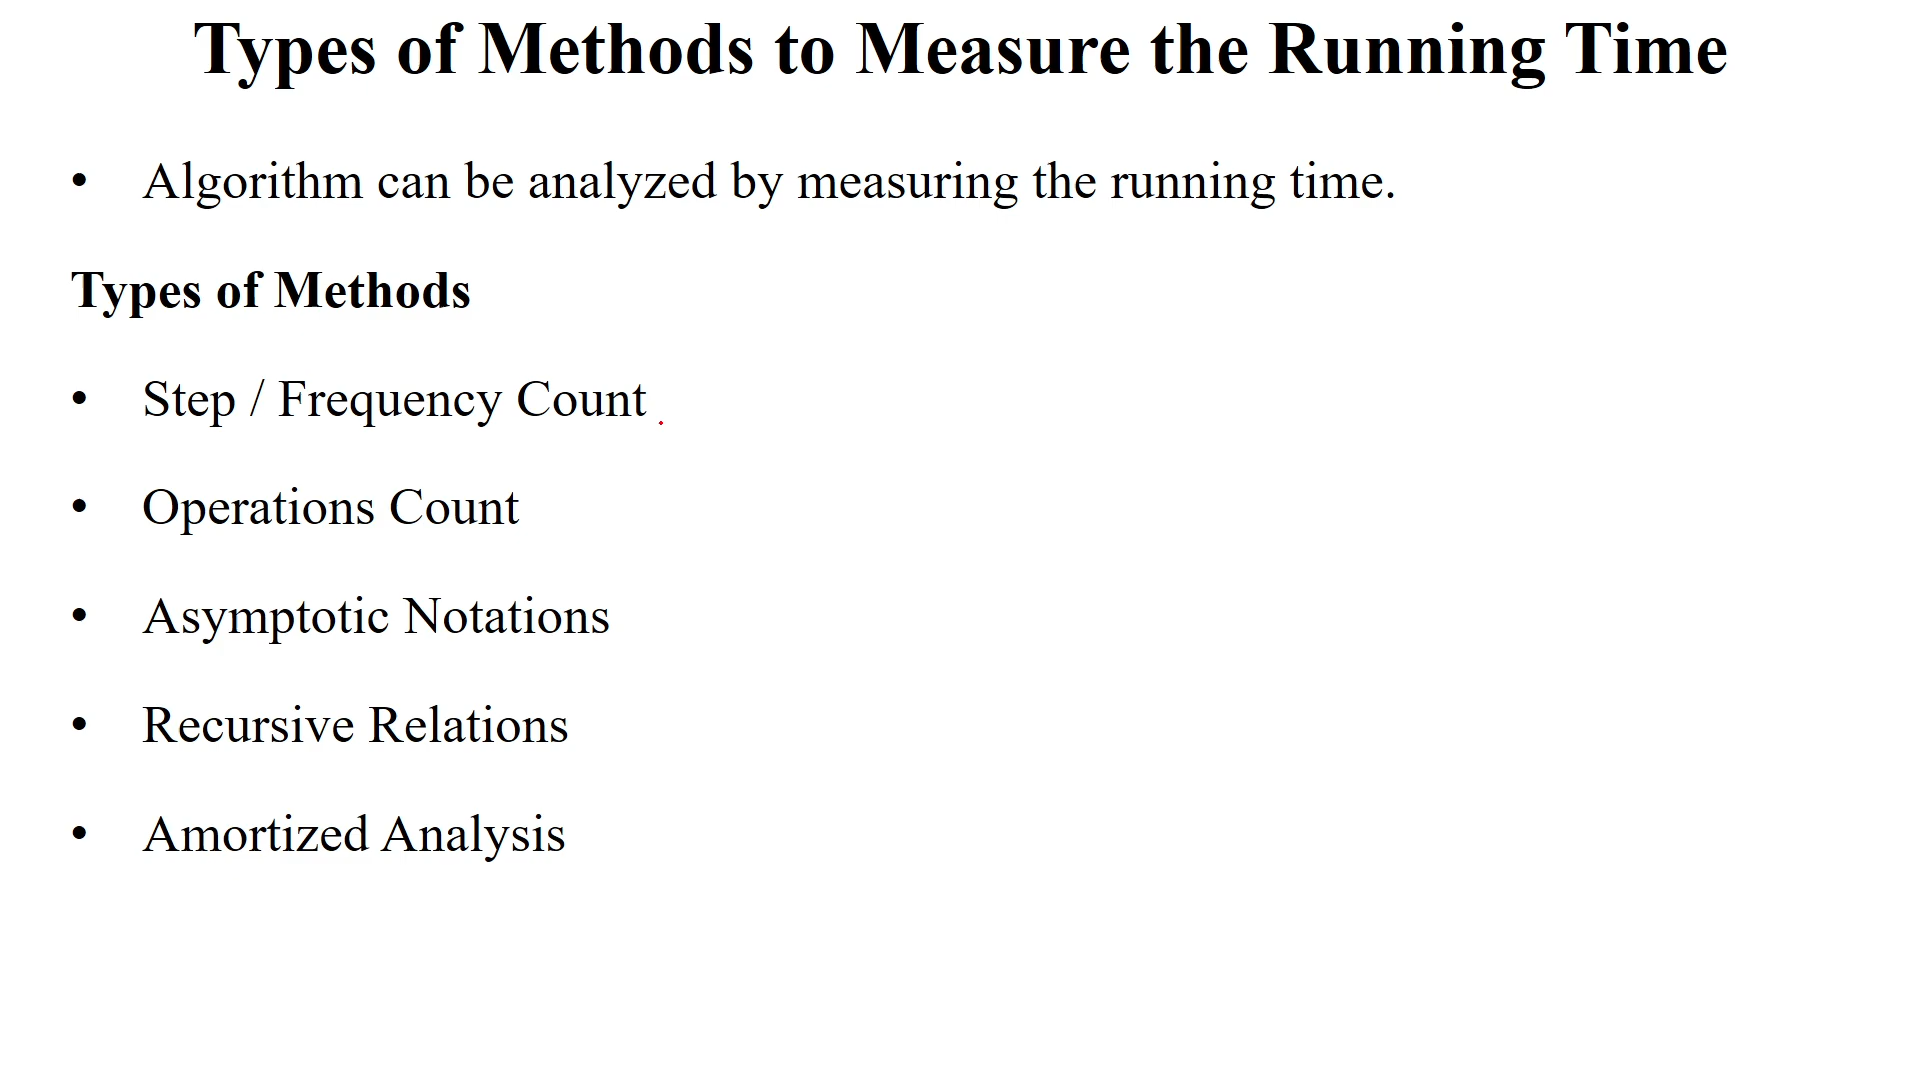 Types of Methods to Measure the Running Time
• Algorithm can be analyzed by measuring the running time.
Types of Methods
• Step / Frequency Count
• Operations Count
• Asymptotic Notations
• Recursive Relations
• Amortized Analysis